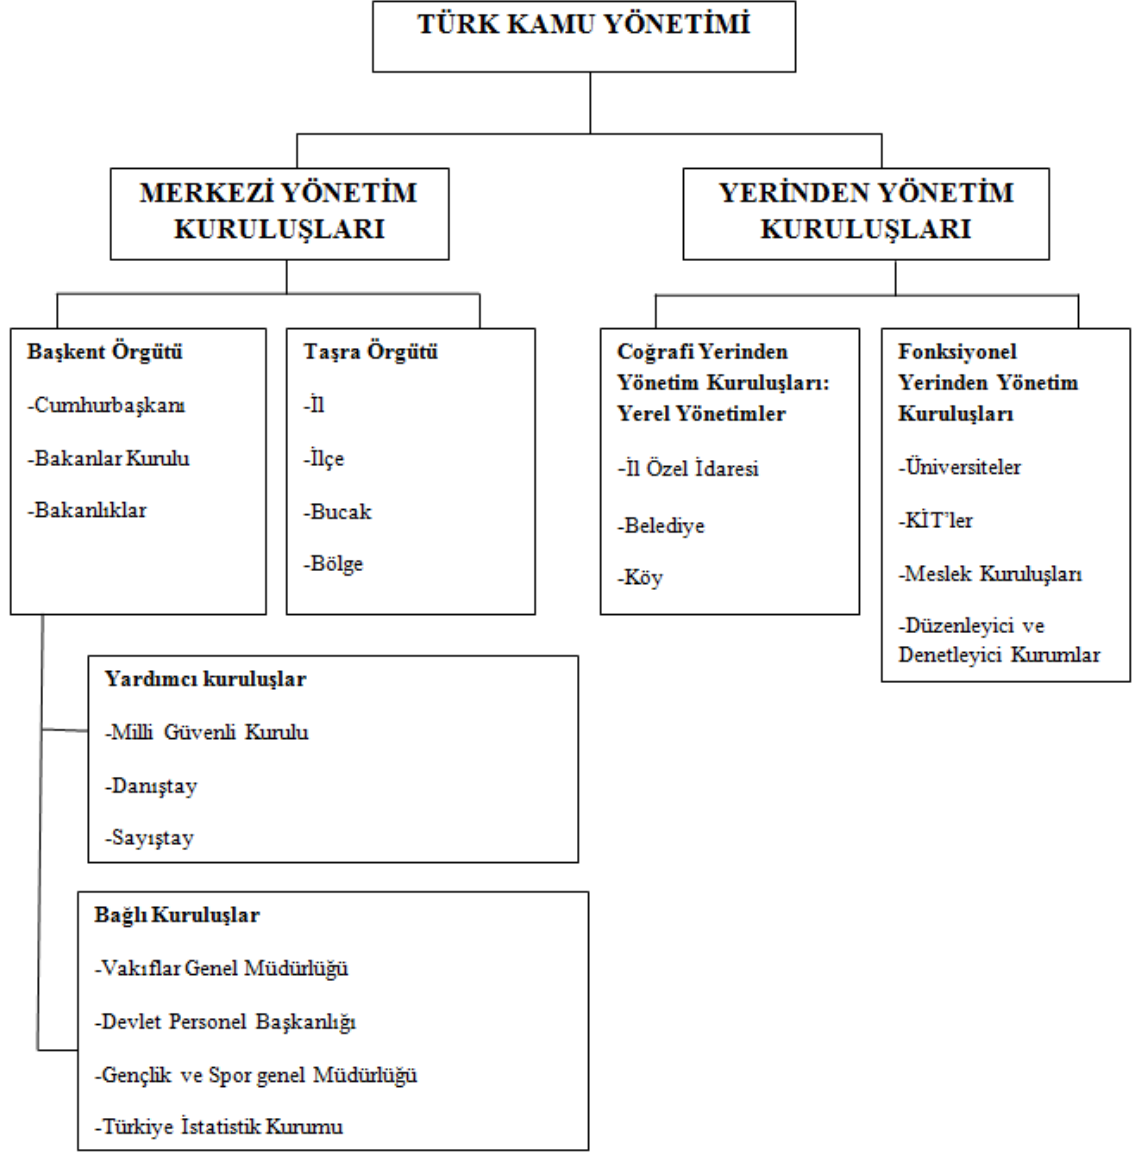 TÜRK KAMU YÖNETİMİ
MERKEZİ YÖNETİM
KURULUŞLARI
YERİNDEN YÖNETİM
KURULUŞLARI
Başkent Örgütü
-Cumhurbaşkanı
-Bakanlar Kurulu
-Bakanlıklar
Taşra Örgütü
-İl
-İlçe
-Bucak
-Bölge
Coğrafi Yerinden
Yönetim Kuruluşları:
Yerel Yönetimler
-İl Özel İdaresi
-Belediye
-Köy
Fonksiyonel
Yerinden Yönetim
Kuruluşları
-Üniversiteler
-KİT’ler
-Meslek Kuruluşları
-Düzenleyici ve
Denetleyici Kurumlar
Yardımcı kuruluşlar
-Milli Güvenli Kurulu
-Danıştay
-Sayıştay
Bağlı Kuruluşlar
-Vakıflar Genel Müdürlüğü
-Devlet Personel Başkanlığı
-Gençlik ve Spor genel Müdürlüğü
-Türkiye İstatistik Kurumu